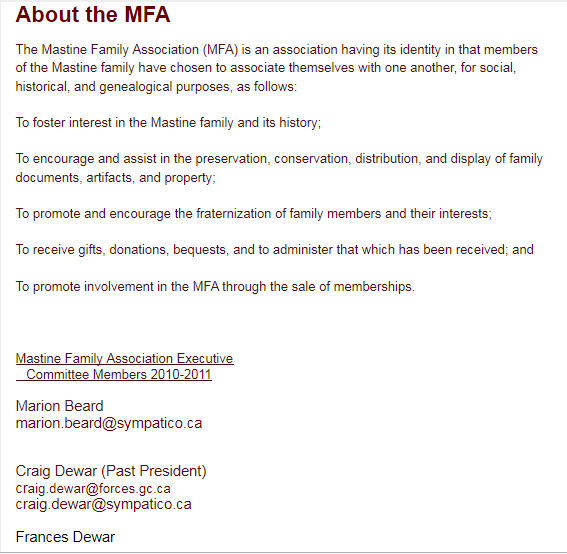 About the MFA
The Mastine Family Association (MFA) is an association having its identity in that members
of the Mastine family have chosen to associate themselves with one another, for social,
historical, and genealogical purposes, as follows:
To foster interest in the Mastine family and its history;
To encourage and assist in the preservation, conservation, distribution, and display of family
documents, artifacts, and property;
To promote and encourage the fraternization of family members and their interests;
To receive gifts, donations, bequests, and to administer that which has been received; and
To promote involvement in the MFA through the sale of memberships.
Mastine Family Association Executive
Committee Members 2010-2011
Marion Beard
marion.beard@sympatico.ca
Craig Dewar (Past President)
craig.dewar@forces.gc.ca
craig.dewar@sympatico.ca
Frances Dewar